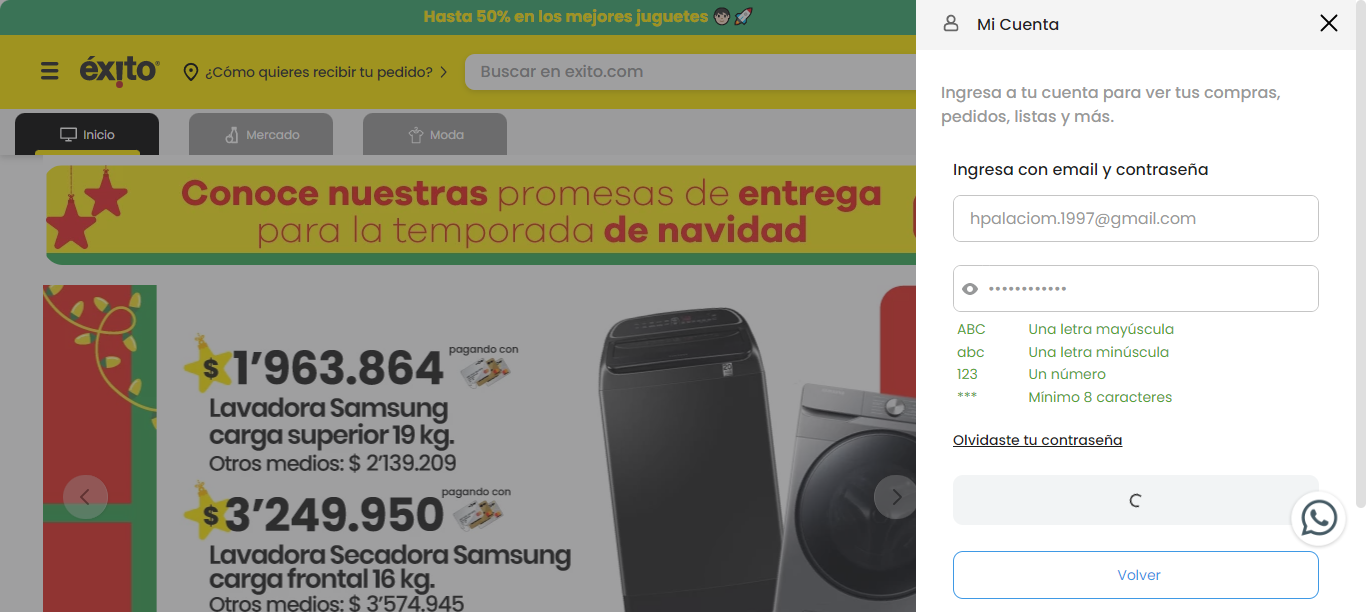 Hasta 50% en los mejores juguetes
éxito
¿Cómo quieres recibir tu pedido?
Buscar en exito.com
Inicio
Mercado
Moda
Conoce nuestras promesas de entrega
para la temporada de navidad
$1’963.864
pagando con
Lavadora Samsung
carga superior 19 kg.
Otros medios: $ 2’139.209
$3’249.950
pagando con
Lavadora Secadora Samsung
carga frontal 16 kg.
Otros medios: $ 3’574.945
Mi Cuenta
Ingresa a tu cuenta para ver tus compras,
pedidos, listas y más.
Ingresa con email y contraseña
hpalaciom.1997@gmail.com
••••••••••••
ABC Una letra mayúscula
abc Una letra minúscula
123 Un número
*** Mínimo 8 caracteres
Olvidaste tu contraseña
Volver